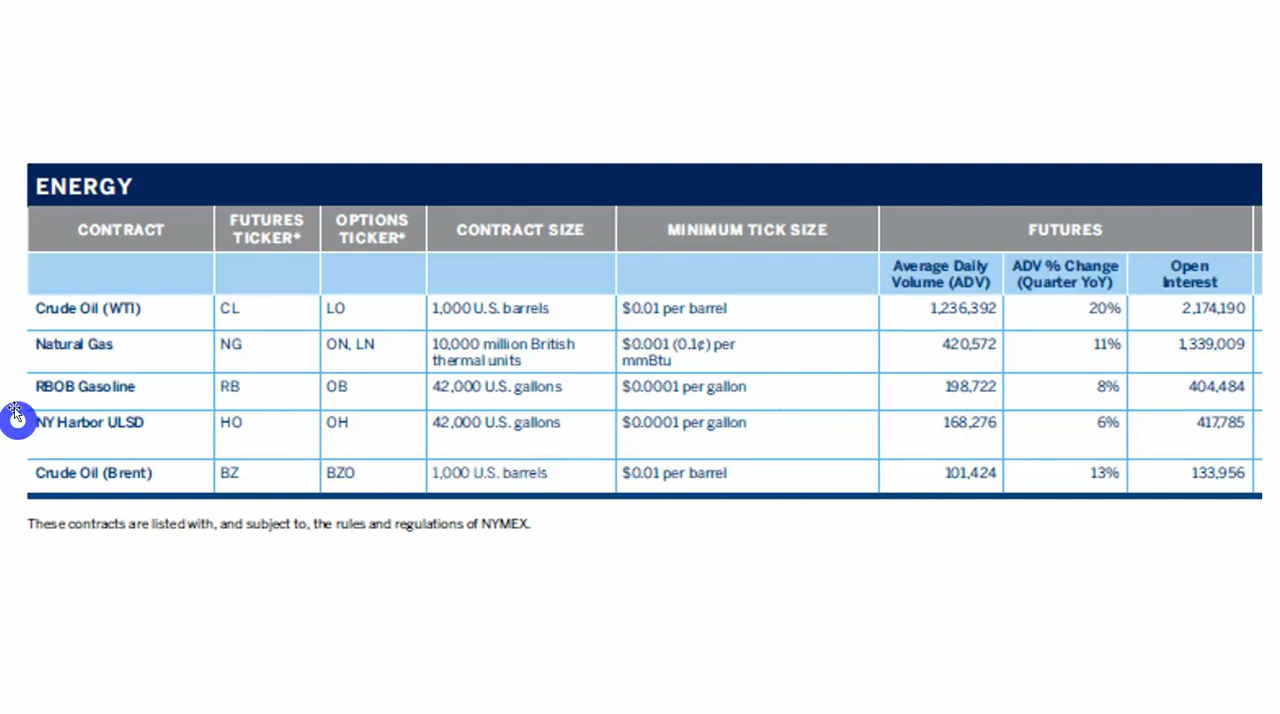 ENERGY
CONTRACT FUTURES TICKER* OPTIONS TICKER* CONTRACT SIZE MINIMUM TICK SIZE FUTURES
Average Daily Volume (ADV) ADV % Change (Quarter YoY) Open Interest
Crude Oil (WTI) CL LO 1,000 U.S. barrels $0.01 per barrel 1,236,392 20% 2,174,190
Natural Gas NG ON, LN 10,000 million British thermal units $0.001 (0.1¢) per mmBtu 420,572 11% 1,339,009
RBOB Gasoline RB OB 42,000 U.S. gallons $0.0001 per gallon 198,722 8% 404,484
NY Harbor ULSD HO OH 42,000 U.S. gallons $0.0001 per gallon 168,276 6% 417,785
Crude Oil (Brent) BZ BZO 1,000 U.S. barrels $0.01 per barrel 101,424 13% 133,956
These contracts are listed with, and subject to, the rules and regulations of NYMEX.